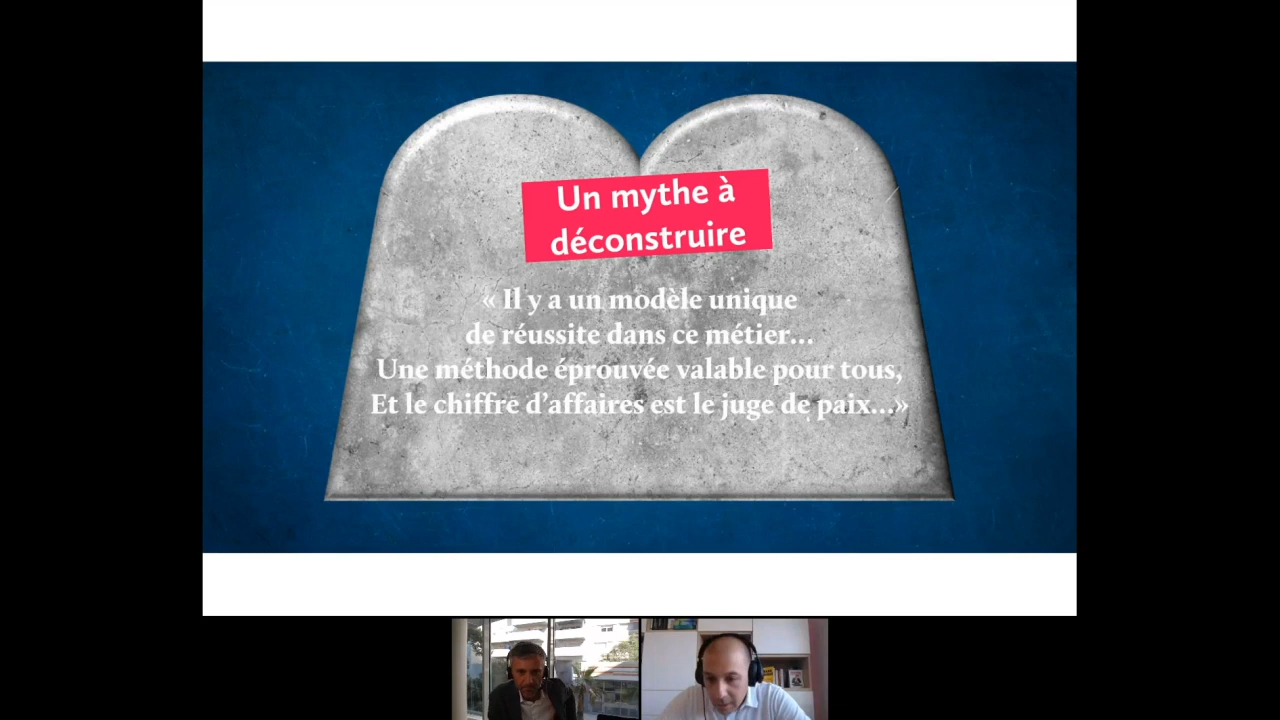 Un mythe à
déconstruire
« Il y a un modèle unique
de réussite dans ce métier...
Une méthode éprouvée valable pour tous,
Et le chiffre d’affaires est le juge de paix...»